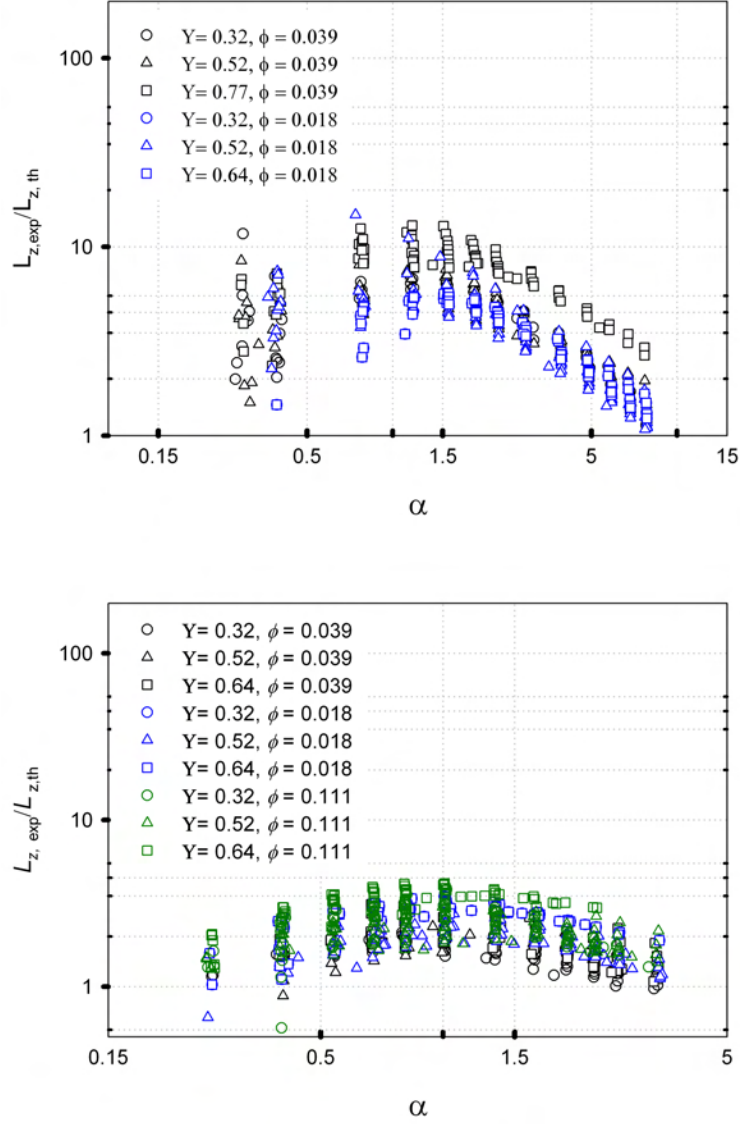 Y= 0.32, ϕ = 0.039
100
Y= 0.52, ϕ = 0.039
Y= 0.77, ϕ = 0.039
Y= 0.32, ϕ = 0.018
Y= 0.52, ϕ = 0.018
Y= 0.64, ϕ = 0.018
L_z,exp/L_z, th
10
1
0.15
0.5
1.5
5
15
α
Y= 0.32, ϕ = 0.039
100
Y= 0.52, ϕ = 0.039
Y= 0.64, ϕ = 0.039
Y= 0.32, ϕ = 0.018
Y= 0.52, ϕ = 0.018
Y= 0.64, ϕ = 0.018
Y= 0.32, ϕ = 0.111
Y= 0.52, ϕ = 0.111
Y= 0.64, ϕ = 0.111
L_z, exp/L_z,th
10
1
0.15
0.5
1.5
5
α